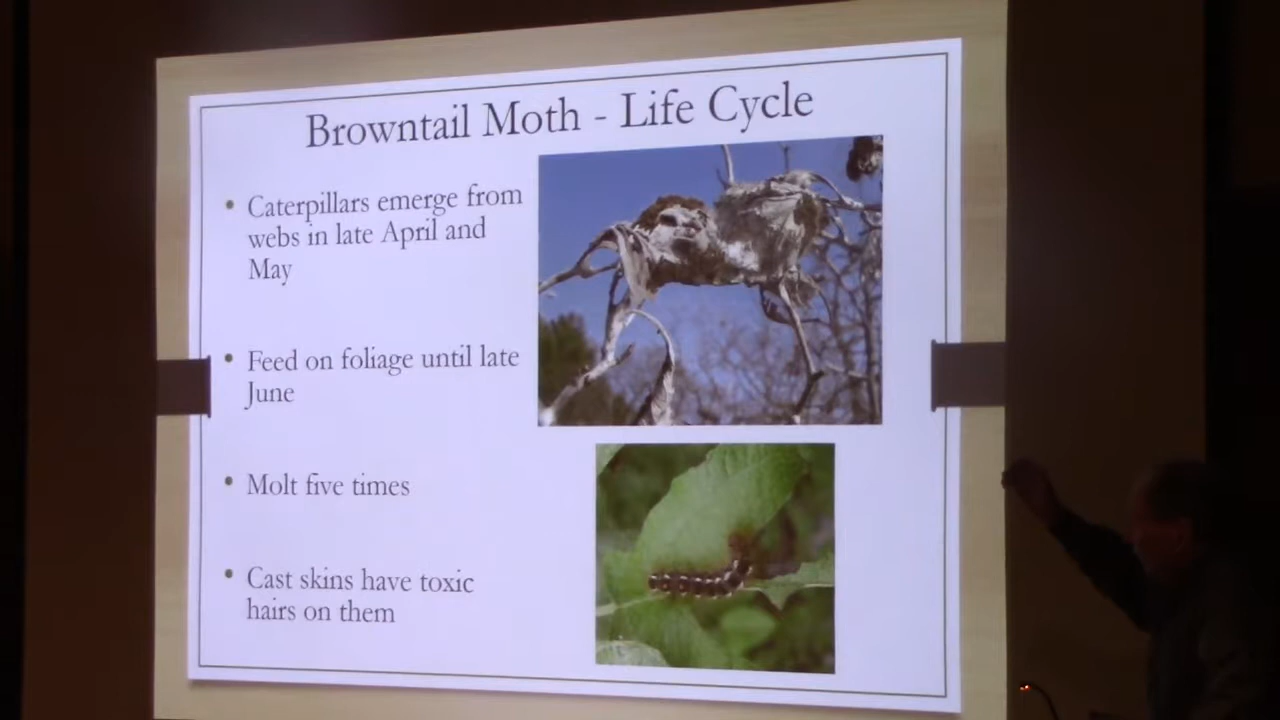 Browntail Moth - Life Cycle
• Caterpillars emerge from
webs in late April and
May
• Feed on foliage until late
June
• Molt five times
• Cast skins have toxic
hairs on them